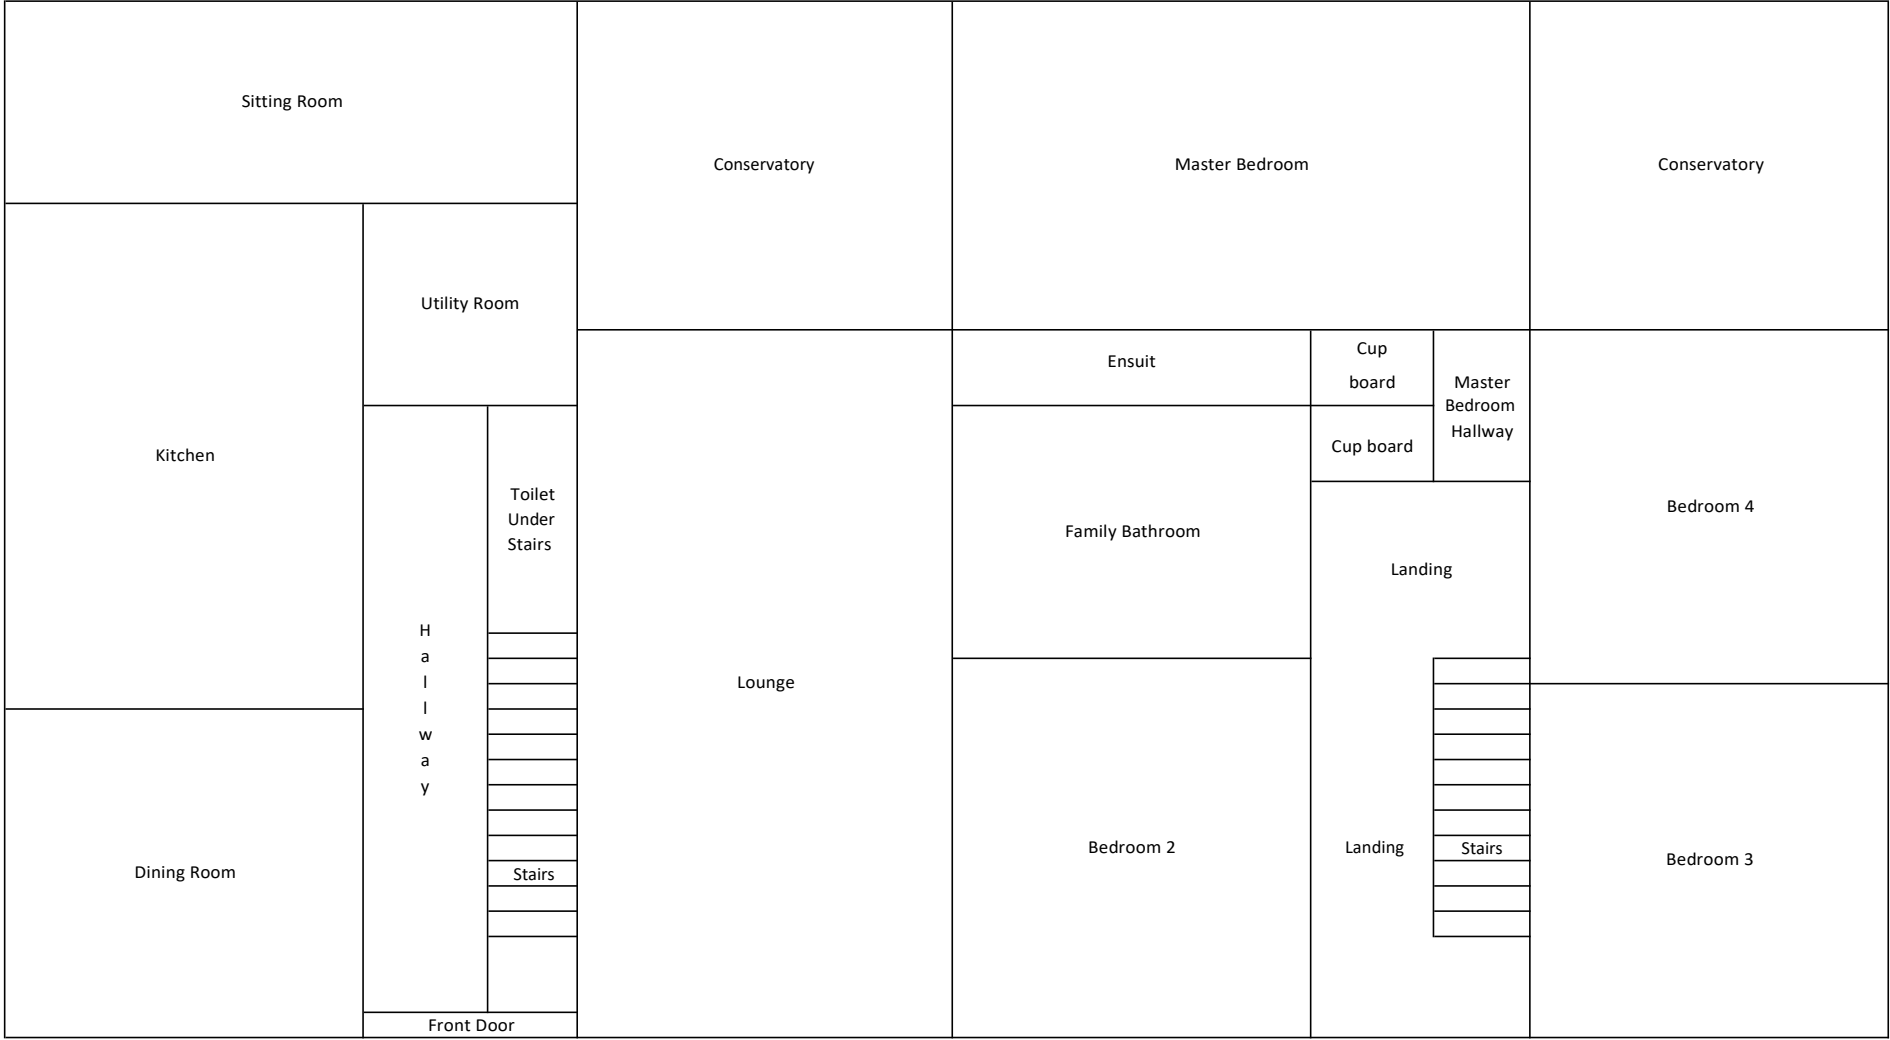 Sitting Room
Conservatory
Master Bedroom
Conservatory
Utility Room
Ensuit
Cup
board
Master
Bedroom
Hallway
Kitchen
Cup board
Toilet
Under
Stairs
Family Bathroom
Bedroom 4
Landing
H
a
l
l
w
a
y
Lounge
Dining Room
Stairs
Bedroom 2
Landing
Stairs
Bedroom 3
Front Door